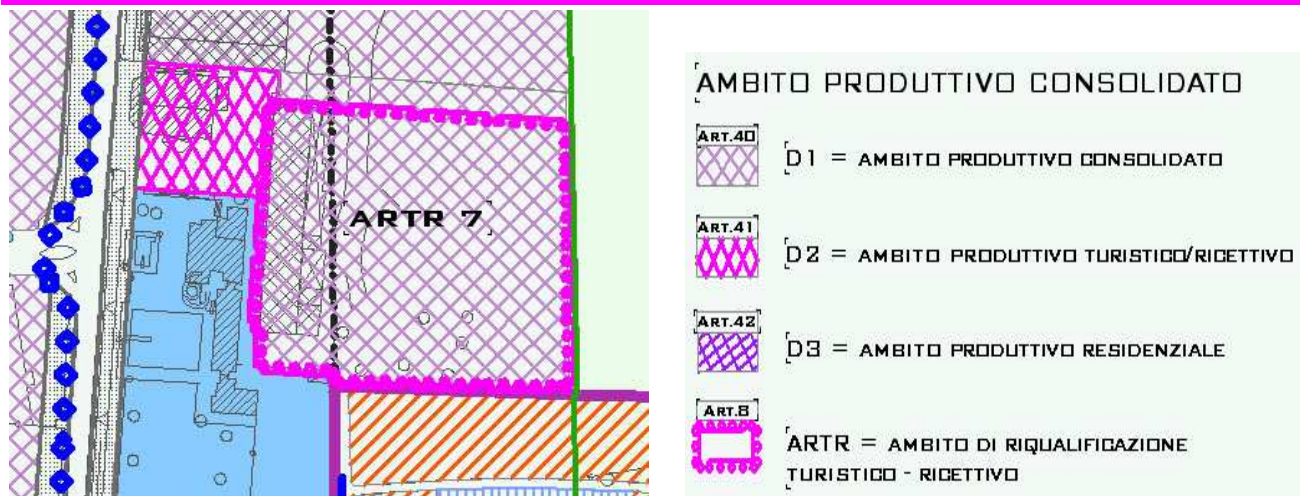 ARTR 7
AMBITO PRODUTTIVO CONSOLIDATO
ART.40
D1 = AMBITO PRODUTTIVO CONSOLIDATO
ART.41
D2 = AMBITO PRODUTTIVO TURISTICO/RICETTIVO
ART.42
D3 = AMBITO PRODUTTIVO RESIDENZIALE
ART.8
ARTR = AMBITO DI RIQUALIFICAZIONE
TURISTICO - RICETTIVO